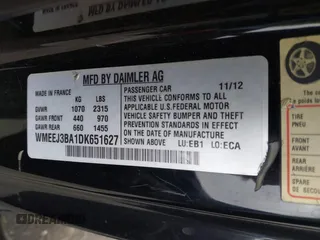 MFD BY DAIMLER AG
MADE IN FRANCE
PASSENGER CAR 11/12
KG LBS
GVWR 1070 2315
GAWR FRONT 440 970
GAWR REAR 660 1455
THIS VEHICLE CONFORMS TO ALL
APPLICABLE U.S. FEDERAL MOTOR
VEHICLE SAFETY, BUMPER, AND
THEFT PREVENTION STANDARDS IN
EFFECT ON THE DATE OF
MANUFACTURE SHOWN ABOVE.
WMEEJ3BA1DK651627 LU:EB1 LO:ECA
TIRE
FRONT
REAR
ARRIÈRE